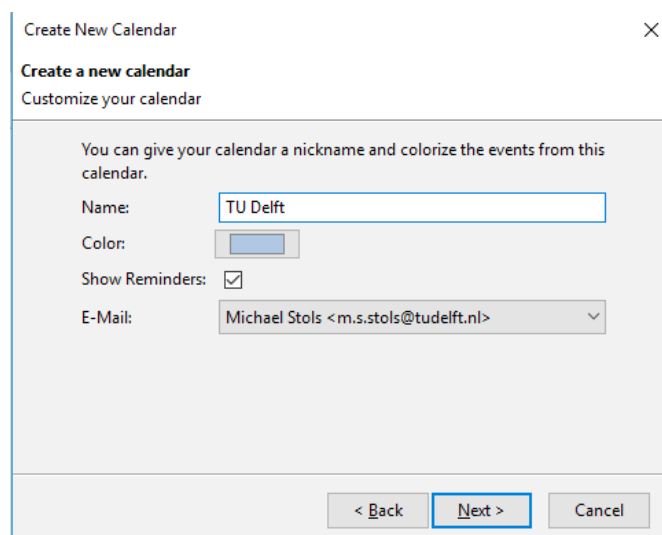 Create New Calendar
Create a new calendar
Customize your calendar
You can give your calendar a nickname and colorize the events from this
calendar.
Name: TU Delft
Color:
Show Reminders:
E-Mail: Michael Stols <m.s.stols@tudelft.nl>
< Back Next > Cancel